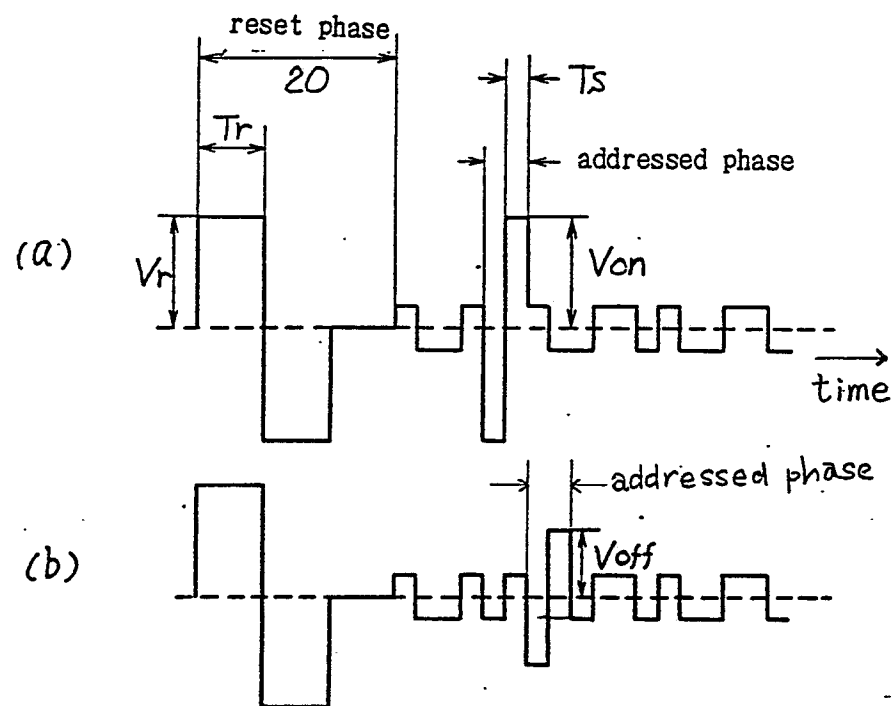 reset phase
20
Ts
Tr
addressed phase
(a)
Vr
Von
time
addressed phase
(b)
Voff